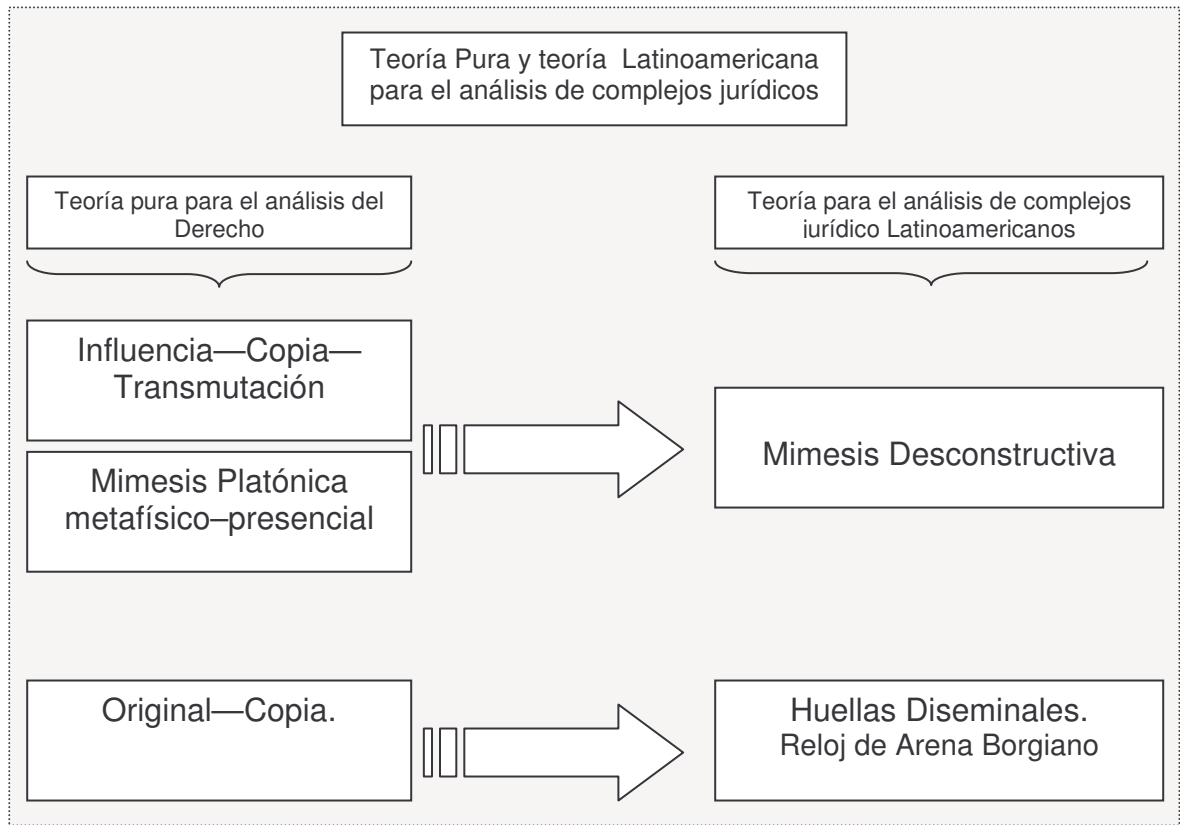 Teoría Pura y teoría Latinoamericana
para el análisis de complejos jurídicos
Teoría pura para el análisis del
Derecho
Teoría para el análisis de complejos
jurídico Latinoamericanos
Influencia—Copia—
Transmutación
Mimesis Platónica
metafísico–presencial
Mimesis Desconstructiva
Original—Copia.
Huellas Diseminales.
Reloj de Arena Borgiano